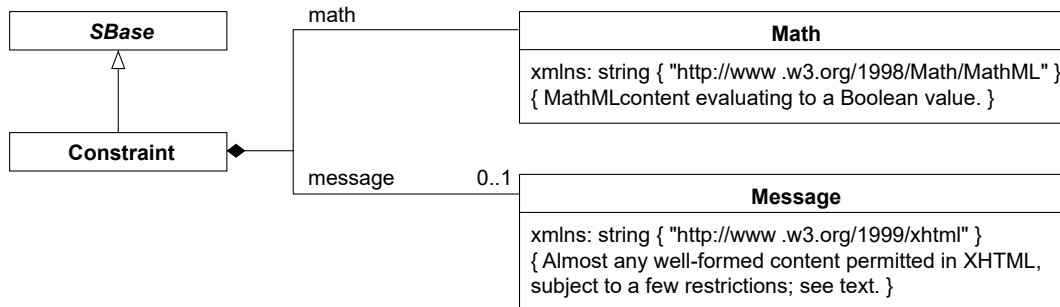 SBase
Constraint
math
Math
xmlns: string { "http://www .w3.org/1998/Math/MathML" }
{ MathMLcontent evaluating to a Boolean value. }
message 0..1
Message
xmlns: string { "http://www .w3.org/1999/xhtml" }
{ Almost any well-formed content permitted in XHTML,
subject to a few restrictions; see text. }